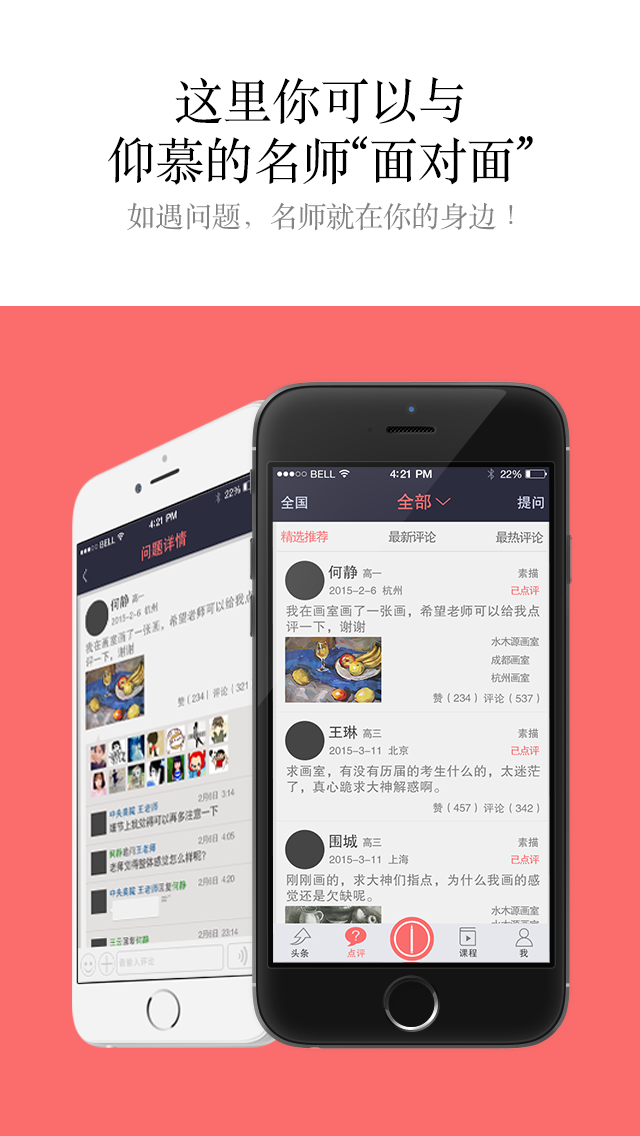 这里你可以与
仰慕的名师“面对面”
如遇问题，名师就在你的身边！
BELL
4:21 PM
22%
问题详情
何静 高一
2015-2-6 杭州
我在画室画了一张画，希望老师可以给我点
评一下，谢谢
赞（234）评论（321
中央美院 王老师
2月6日 3:14
细节上我觉得可以再多注意一下
何静追问王老师
2月6日 4:05
老师觉得整体感觉怎么样呢？
中央美院 王老师回复何静
2月6日 4:20
王云回复何静
2月6日 23:14
请输入评论
BELL
4:21 PM
22%
全国
全部
提问
精选推荐
最新评论
最热评论
何静 高一
素描
2015-2-6 杭州
已点评
我在画室画了一张画，希望老师可以给我点
评一下，谢谢
水木源画室
成都画室
杭州画室
赞（234）评论（537）
王琳 高三
素描
2015-3-11 北京
已点评
求画室，有没有历届的考生什么的，太迷茫
了，真心跪求大神解惑啊。
赞（457）评论（342）
围城 高三
素描
2015-3-11 上海
已点评
刚刚画的，求大神们指点，为什么我画的感
觉还是欠缺呢。
水木源画室
成都画室
头条
点评
课程
我